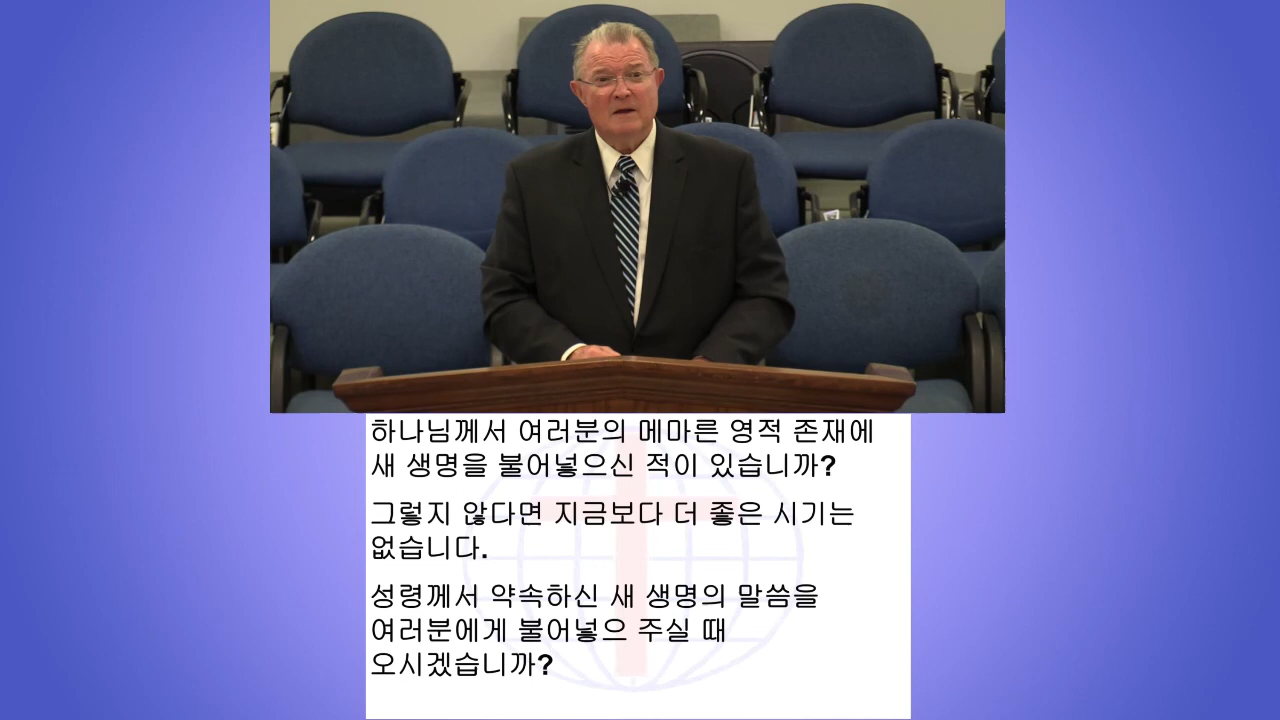 하나님께서 여러분의 메마른 영적 존재에
새 생명을 불어넣으신 적이 있습니까?
그렇지 않다면 지금보다 더 좋은 시기는
없습니다.
성령께서 약속하신 새 생명의 말씀을
여러분에게 불어넣으 주실 때
오시겠습니까?